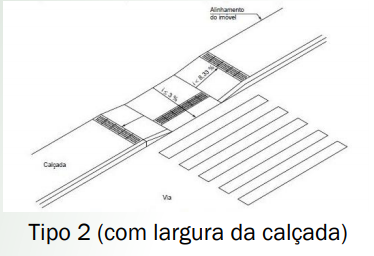 Alinhamento
do imóvel
i < 8,33 %
i < 3 %
Calçada
Via
Tipo 2 (com largura da calçada)